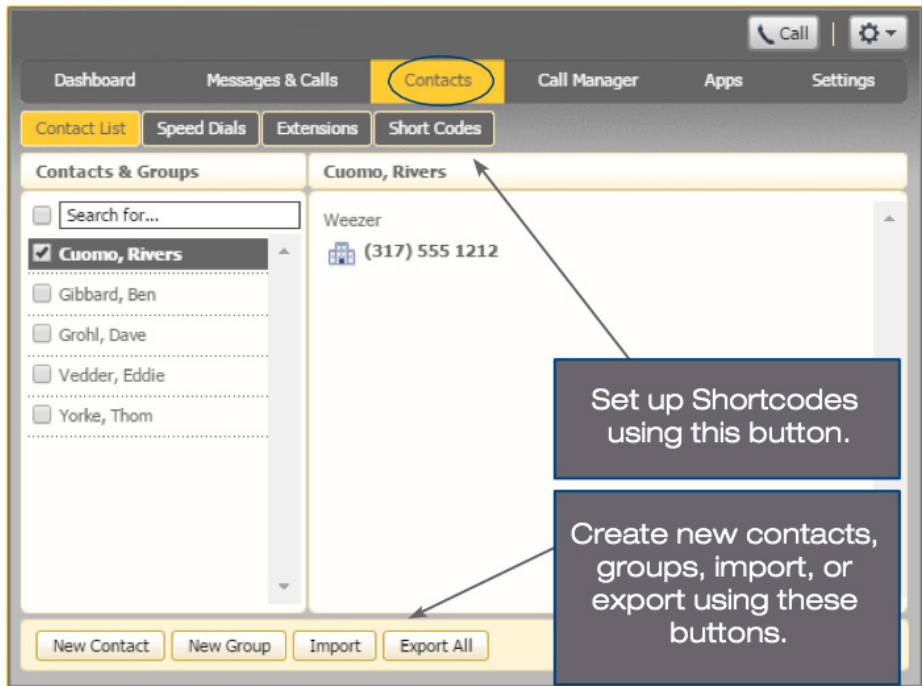 Call
Dashboard Messages & Calls Contacts Call Manager Apps Settings
Contact List Speed Dials Extensions Short Codes
Contacts & Groups
Search for...
Cuomo, Rivers
Gibbard, Ben
Grohl, Dave
Vedder, Eddie
Yorke, Thom
Cuomo, Rivers
Weezer
(317) 555 1212
Set up Shortcodes
using this button.
Create new contacts,
groups, import, or
export using these
buttons.
New Contact New Group Import Export All